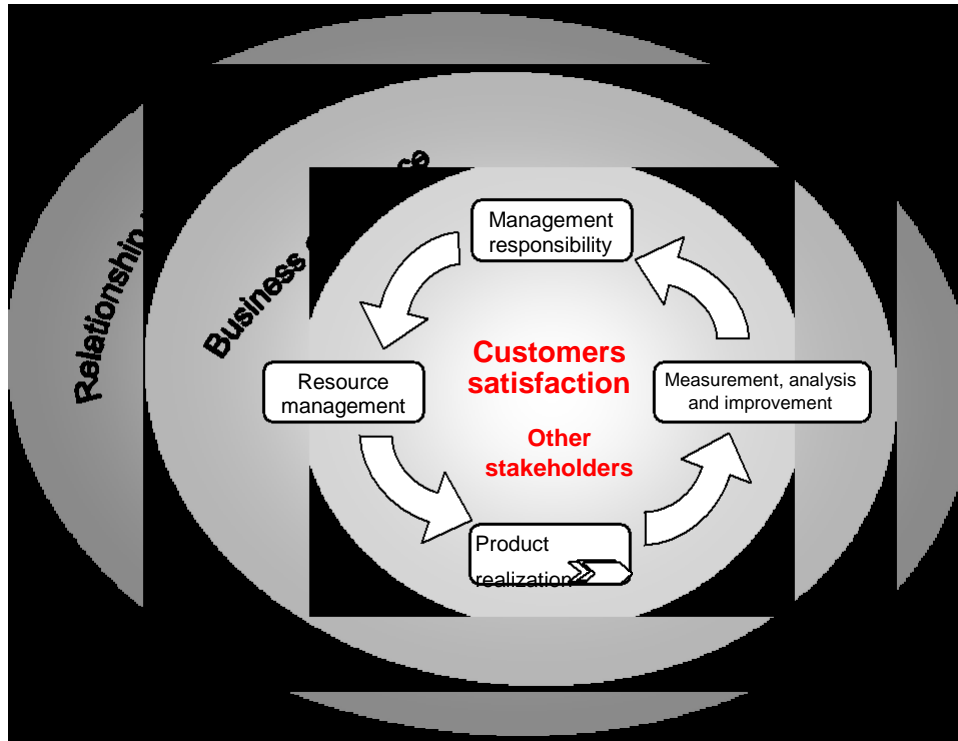 Relationship
Business
Management
responsibility
Customers
satisfaction
Resource
management
Measurement, analysis
and improvement
Other
stakeholders
Product
realization